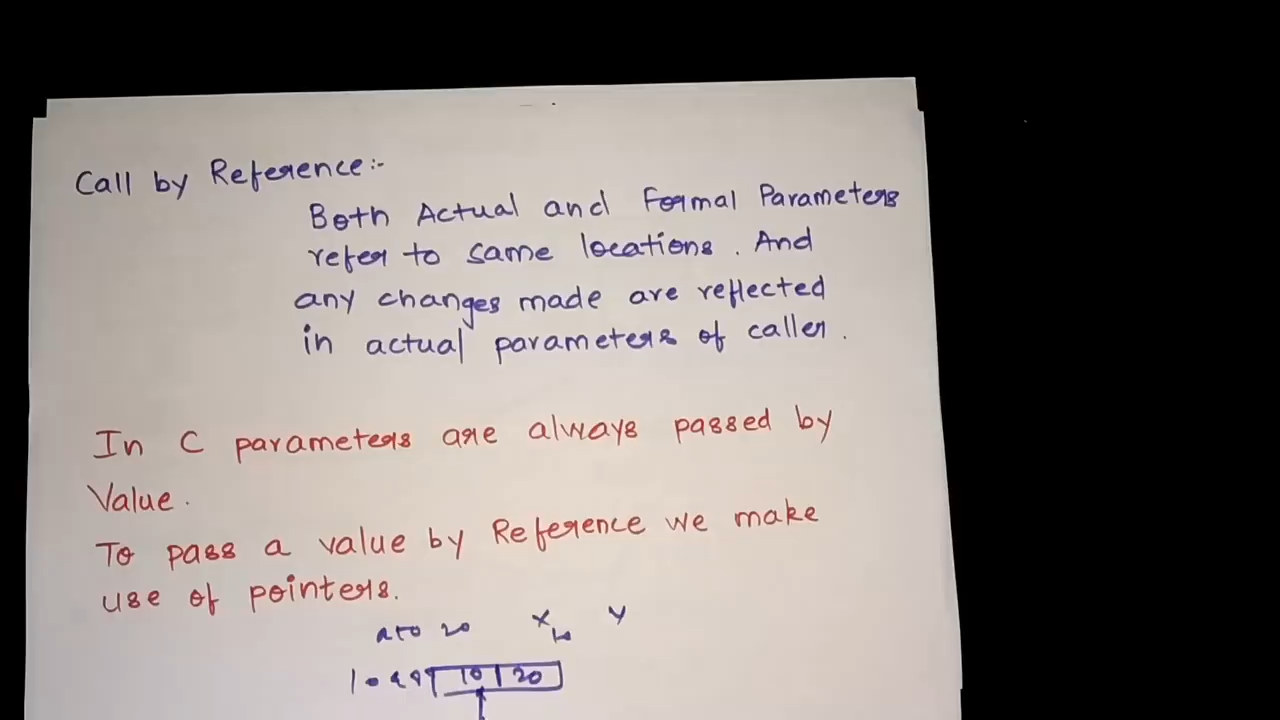 Call by Reference:-
Both Actual and Formal Parameters
refer to same locations. And
any changes made are reflected
in actual parameters of caller.
In C parameters are always passed by
Value.
To pass a value by Reference we make
use of pointers.
20 x y
10 20